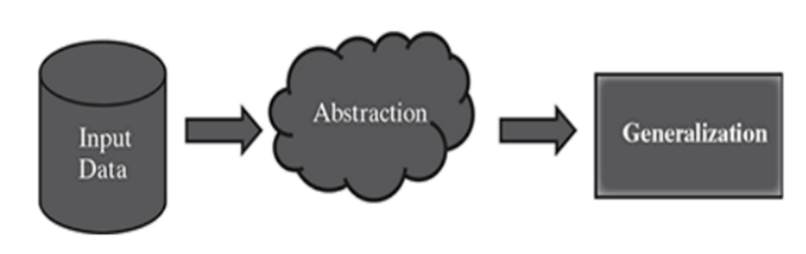 Input
Data
Abstraction
Generalization